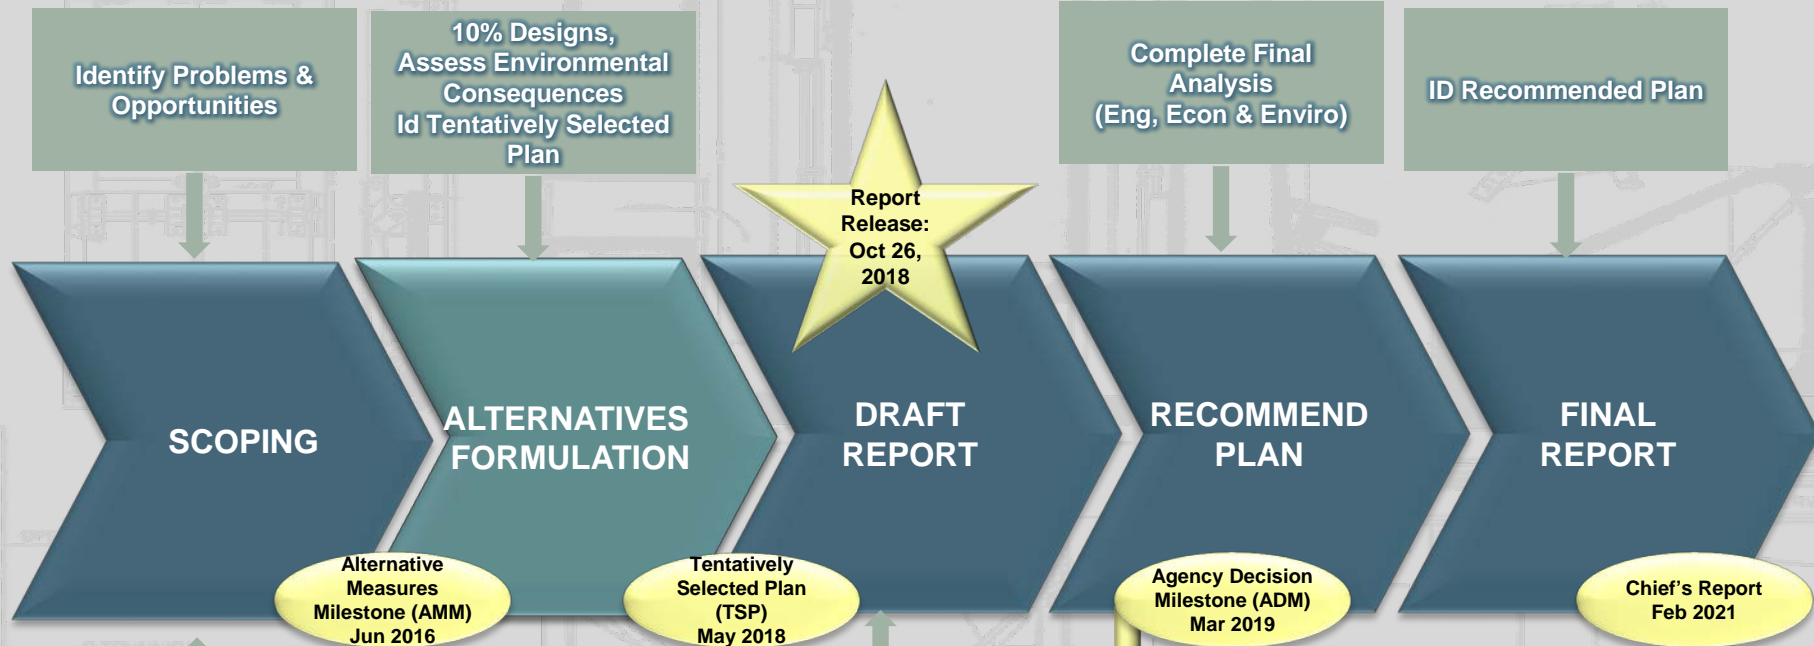 Identify Problems &
Opportunities
10% Designs,
Assess Environmental
Consequences
Id Tentatively Selected
Plan
Complete Final
Analysis
(Eng, Econ & Enviro)
ID Recommended Plan
Report
Release:
Oct 26,
2018
SCOPING
ALTERNATIVES
FORMULATION
DRAFT
REPORT
RECOMMEND
PLAN
FINAL
REPORT
Alternative
Measures
Milestone (AMM)
Jun 2016
Tentatively
Selected Plan
(TSP)
May 2018
Agency Decision
Milestone (ADM)
Mar 2019
Chief's Report
Feb 2021